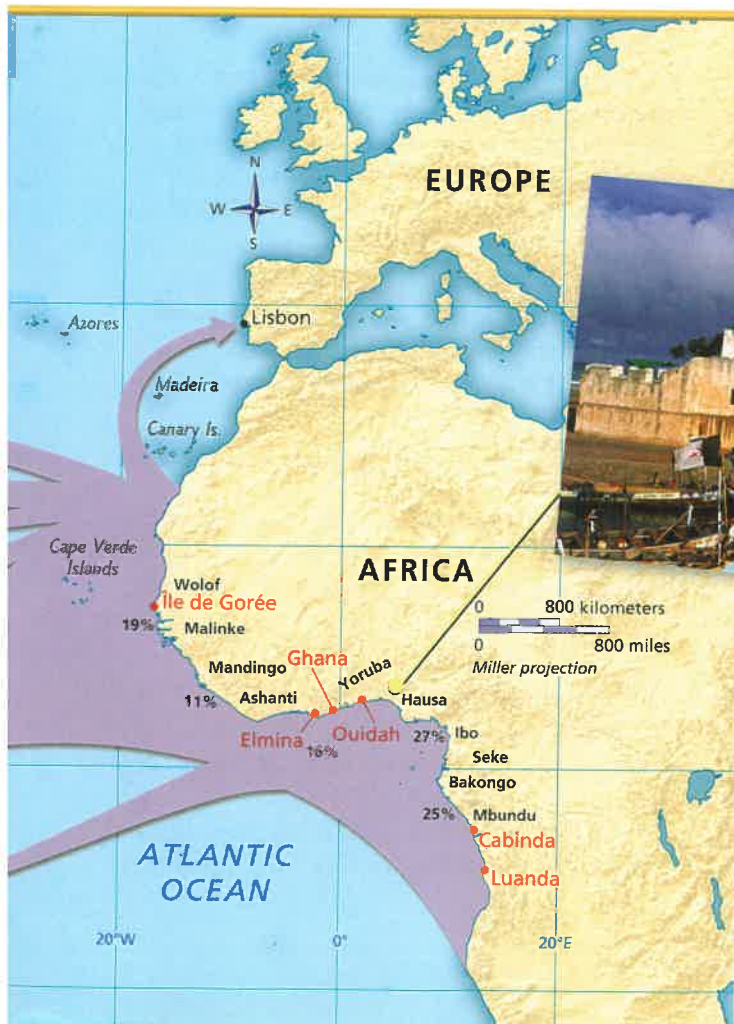 EUROPE
N
W E
S
Lisbon
Azores
Madeira
Canary Is.
Cape Verde
Islands
AFRICA
Wolof
Île de Gorée
0 800 kilometers
19% Malinke
0 800 miles
Mandingo Ghana Yoruba
Miller projection
11% Ashanti Hausa
Elmina 16% Ouidah 27% Ibo
Seke
Bakongo
25% Mbundu
Cabinda
ATLANTIC
OCEAN
Luanda
20°W 0° 20°E